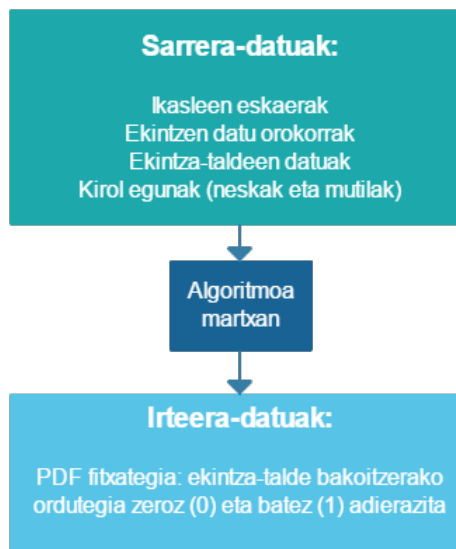 Sarrera-datuak:
Ikasleen eskaerak
Ekintzen datu orokorrak
Ekintza-taldeen datuak
Kirol egunak (neskak eta mutilak)
Algoritmoa
martxan
Irteera-datuak:
PDF fitxategia: ekintza-talde bakoitzerako
ordutegia zeroz (0) eta batez (1) adierazita